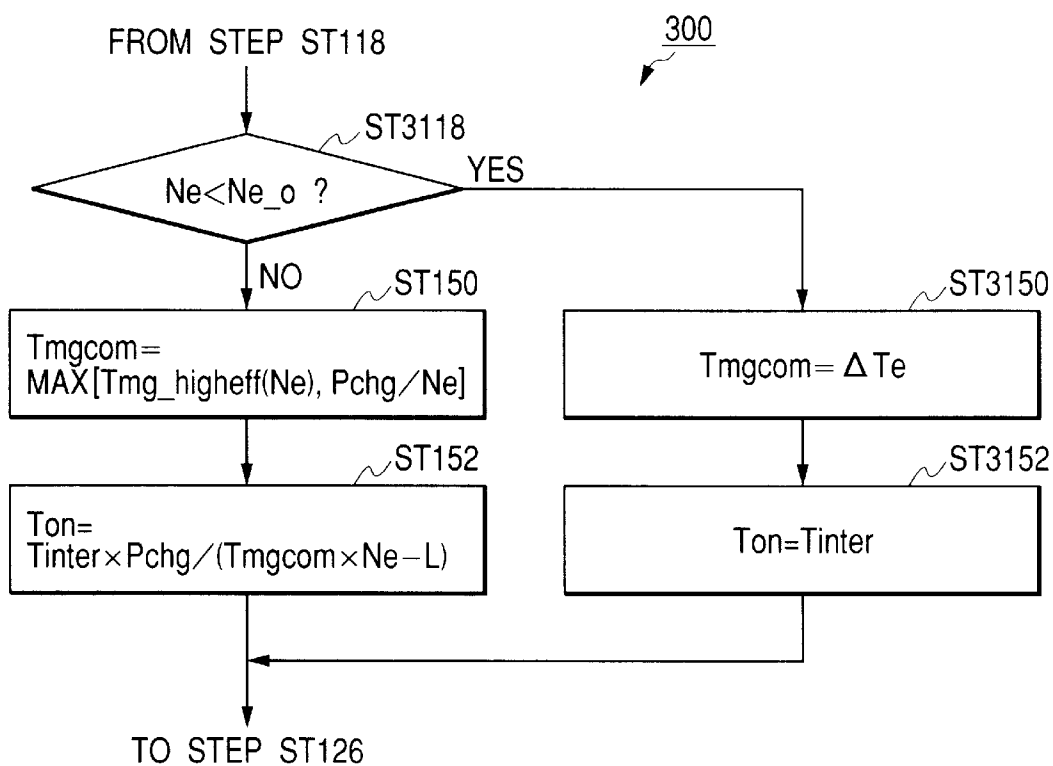 FROM STEP ST118
300
ST3118
Ne<Ne_o ?
YES
NO
ST150
Tmgcom=
MAX[Tmg_higheff(Ne), Pchg/Ne]
ST3150
Tmgcom=ΔTe
ST152
Ton=
Tinter×Pchg/(Tmgcom×Ne-L)
ST3152
Ton=Tinter
TO STEP ST126